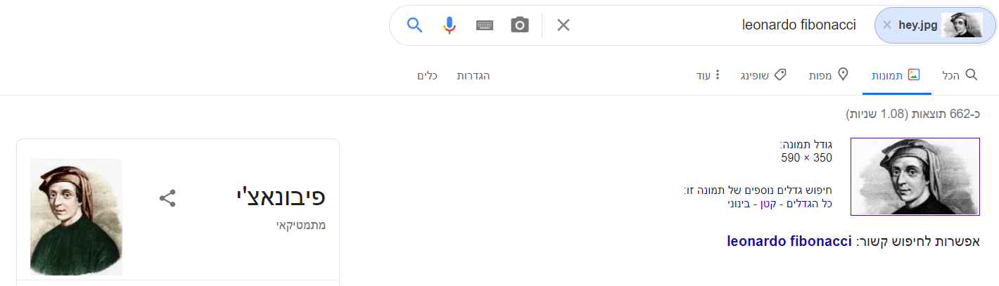 hey.jpg leonardo fibonacci
הכל תמונות מפות שופינג עוד הגדרות כלים
כ-662 תוצאות (1.08 שניות)
גודל תמונה:
590 × 350
חיפוש גדלים נוספים של תמונה זו:
כל הגדלים - קטן - בינוני
אפשרות לחיפוש קשור: leonardo fibonacci
פיבונאצ'י
מתמטיקאי